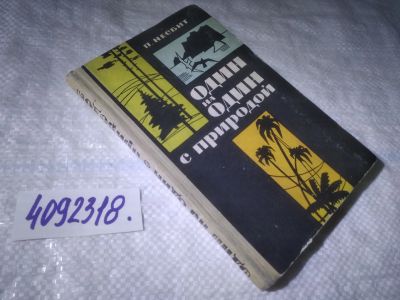 П. НЕСБИТ
ОДИН
НА
ОДИН
С ПРИРОДОЙ
4092318.